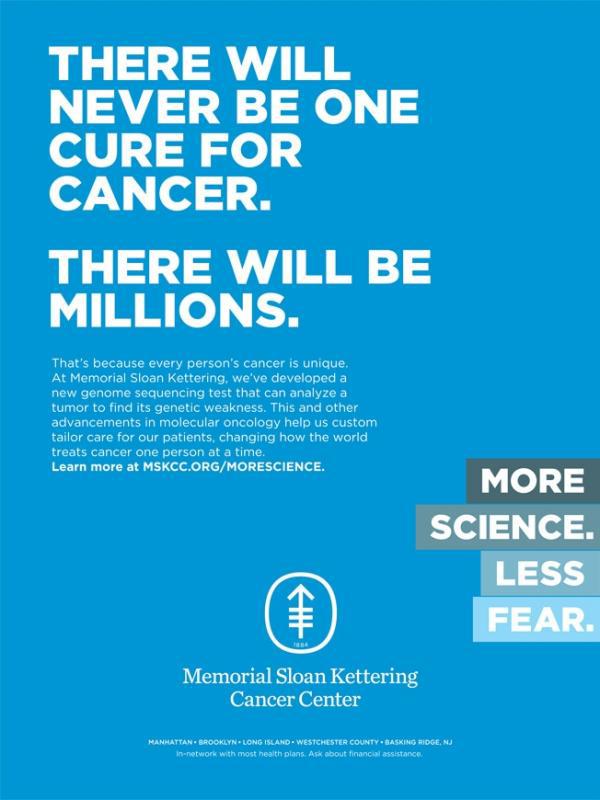 THERE WILL
NEVER BE ONE
CURE FOR
CANCER.
THERE WILL BE
MILLIONS.
That's because every person's cancer is unique.
At Memorial Sloan Kettering, we've developed a
new genome sequencing test that can analyze a
tumor to find its genetic weakness. This and other
advancements in molecular oncology help us custom
tailor care for our patients, changing how the world
treats cancer one person at a time.
Learn more at MSKCC.ORG/MORESCIENCE.
MORE
SCIENCE.
LESS
FEAR.
1884
Memorial Sloan Kettering
Cancer Center
MANHATTAN • BROOKLYN • LONG ISLAND • WESTCHESTER COUNTY • BASKING RIDGE, NJ
In-network with most health plans. Ask about financial assistance.